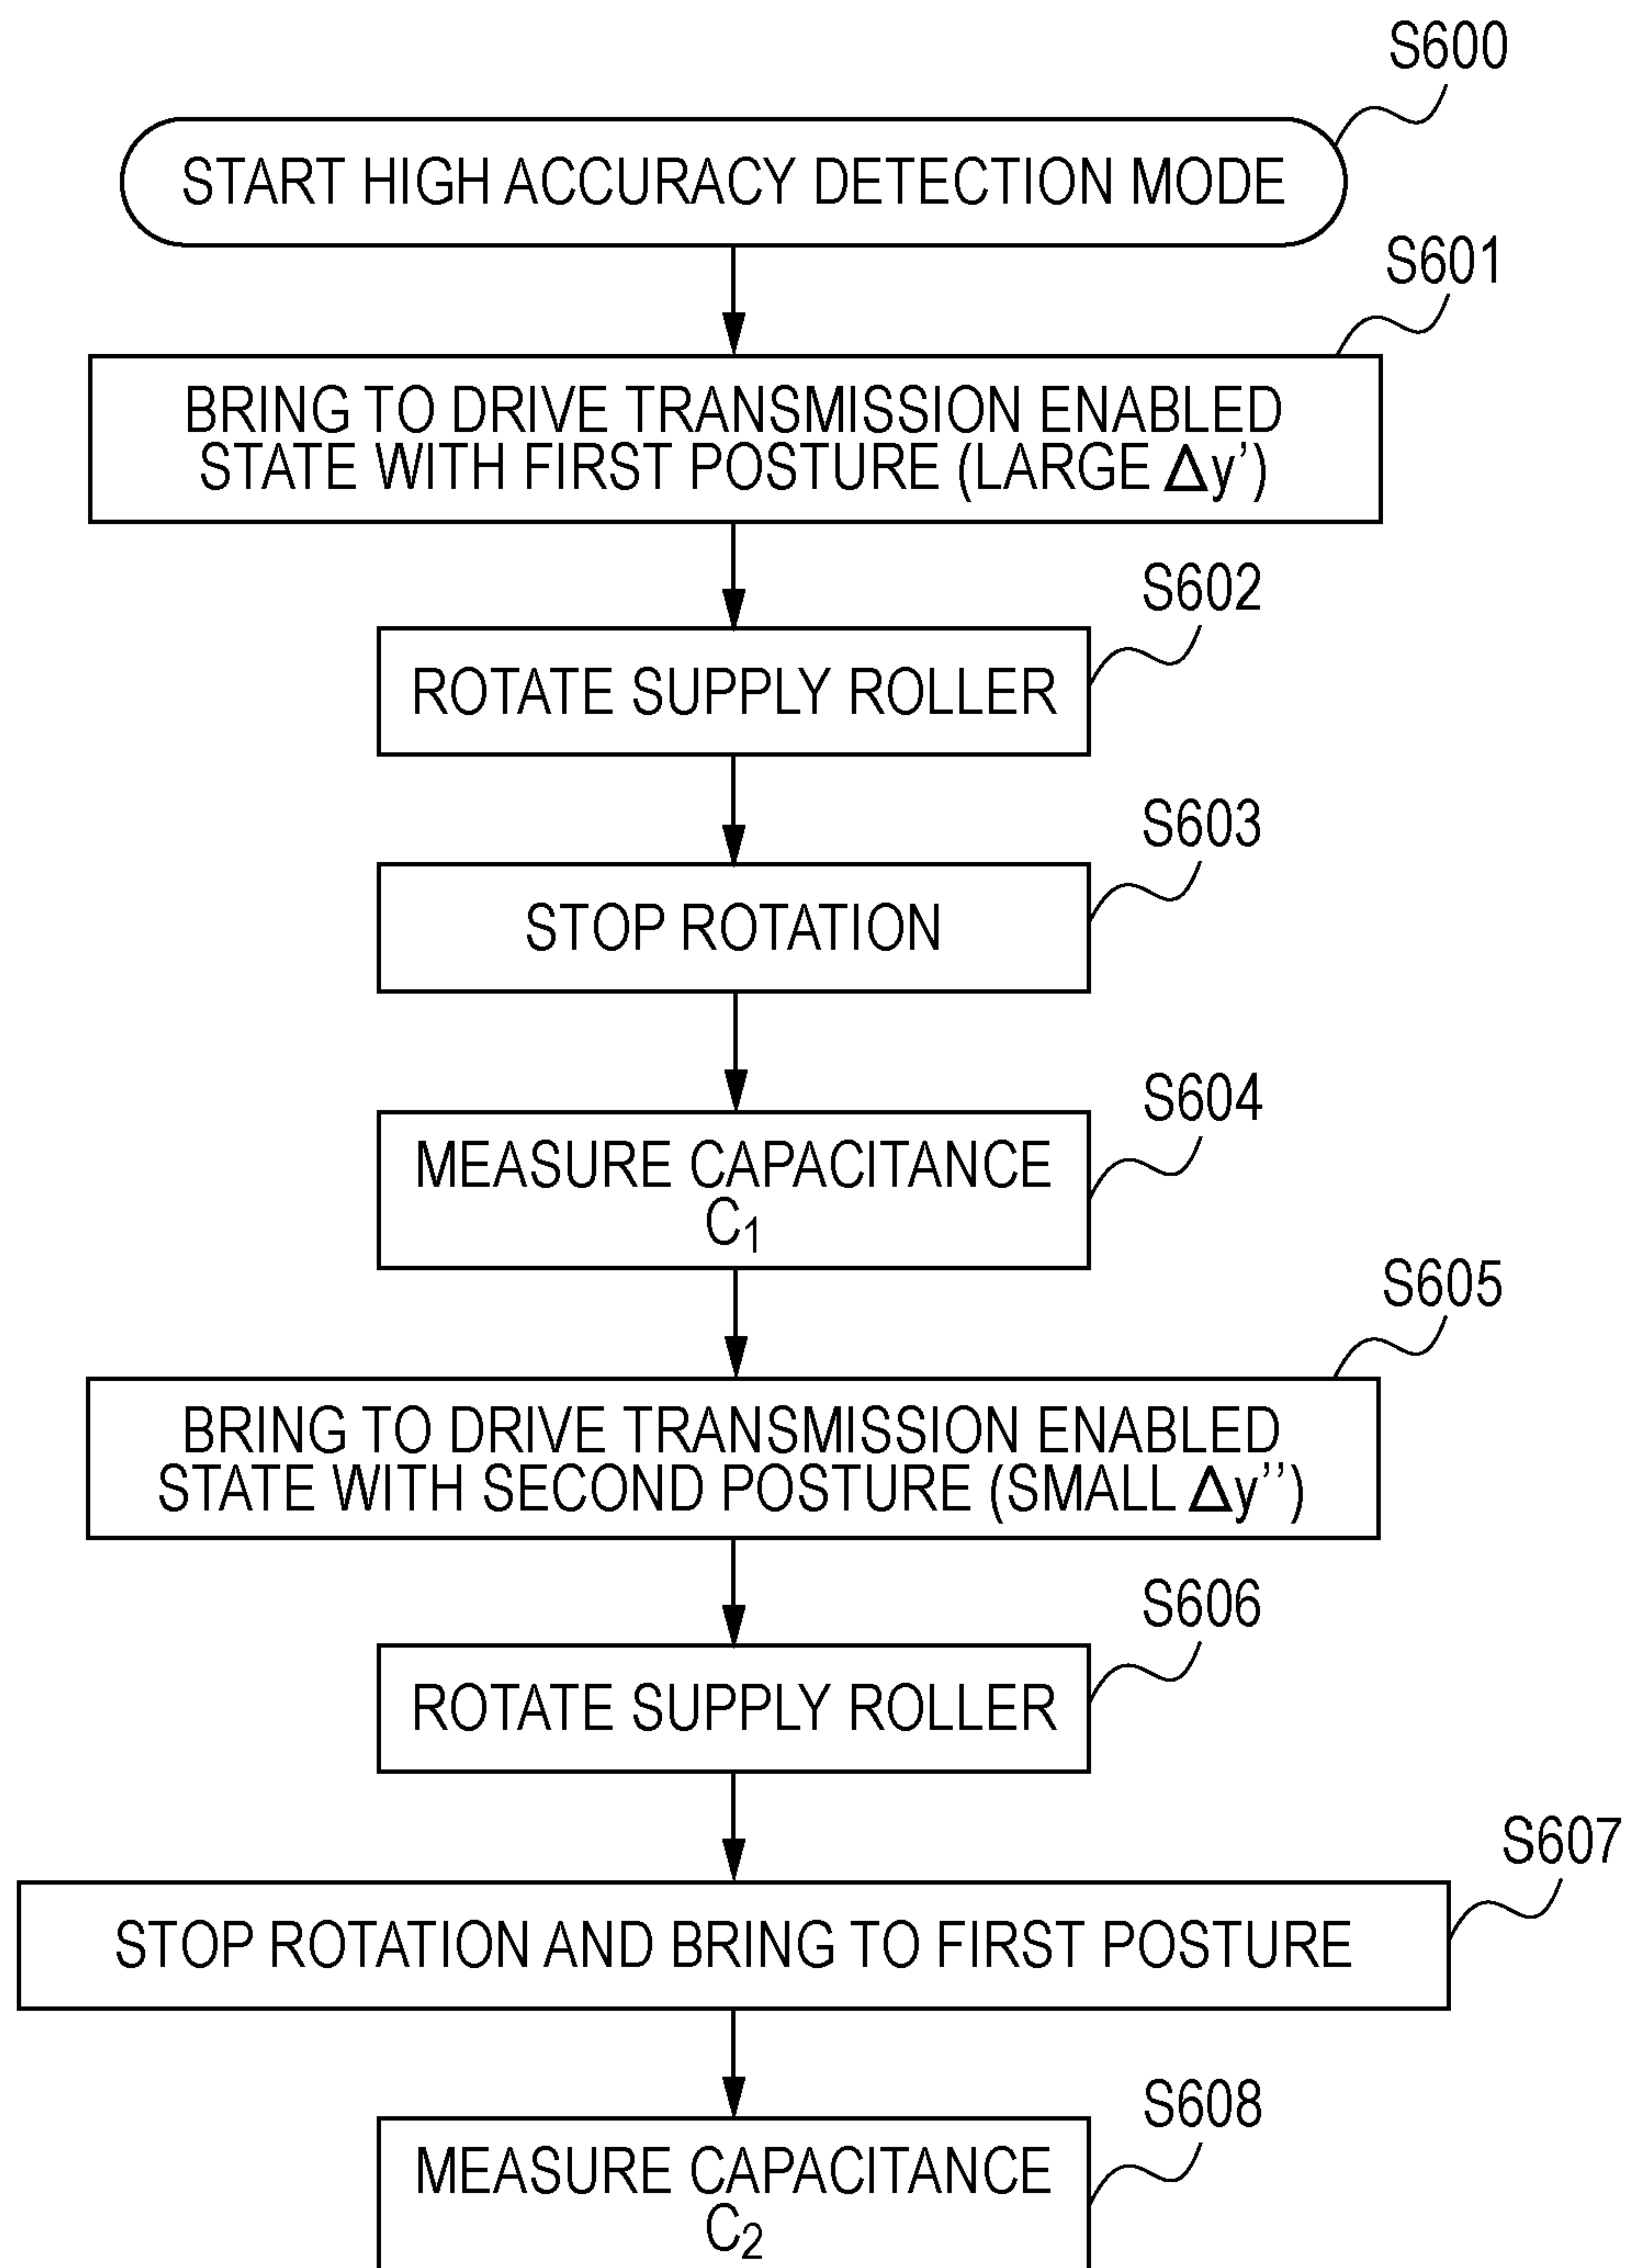 S600
START HIGH ACCURACY DETECTION MODE
S601
BRING TO DRIVE TRANSMISSION ENABLED
STATE WITH FIRST POSTURE (LARGE Δy’)
S602
ROTATE SUPPLY ROLLER
S603
STOP ROTATION
S604
MEASURE CAPACITANCE
C₁
S605
BRING TO DRIVE TRANSMISSION ENABLED
STATE WITH SECOND POSTURE (SMALL Δy’’)
S606
ROTATE SUPPLY ROLLER
S607
STOP ROTATION AND BRING TO FIRST POSTURE
S608
MEASURE CAPACITANCE
C₂